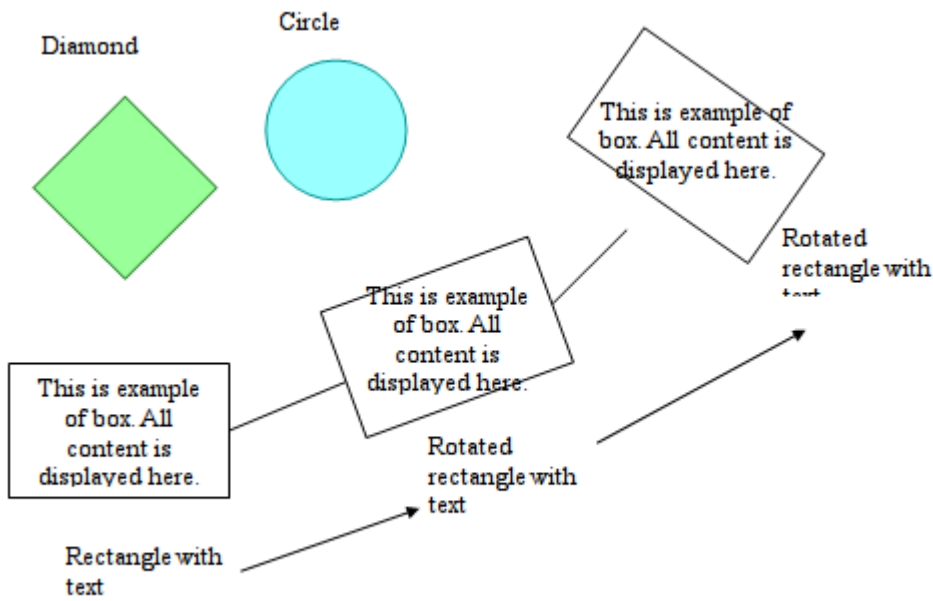 Circle
Diamond
This is example of
box. All content is
displayed here.
Rotated
rectangle with
text
This is example
of box. All
content is
displayed here.
This is example
of box. All
content is
displayed here.
Rotated
rectangle with
text
Rectangle with
text